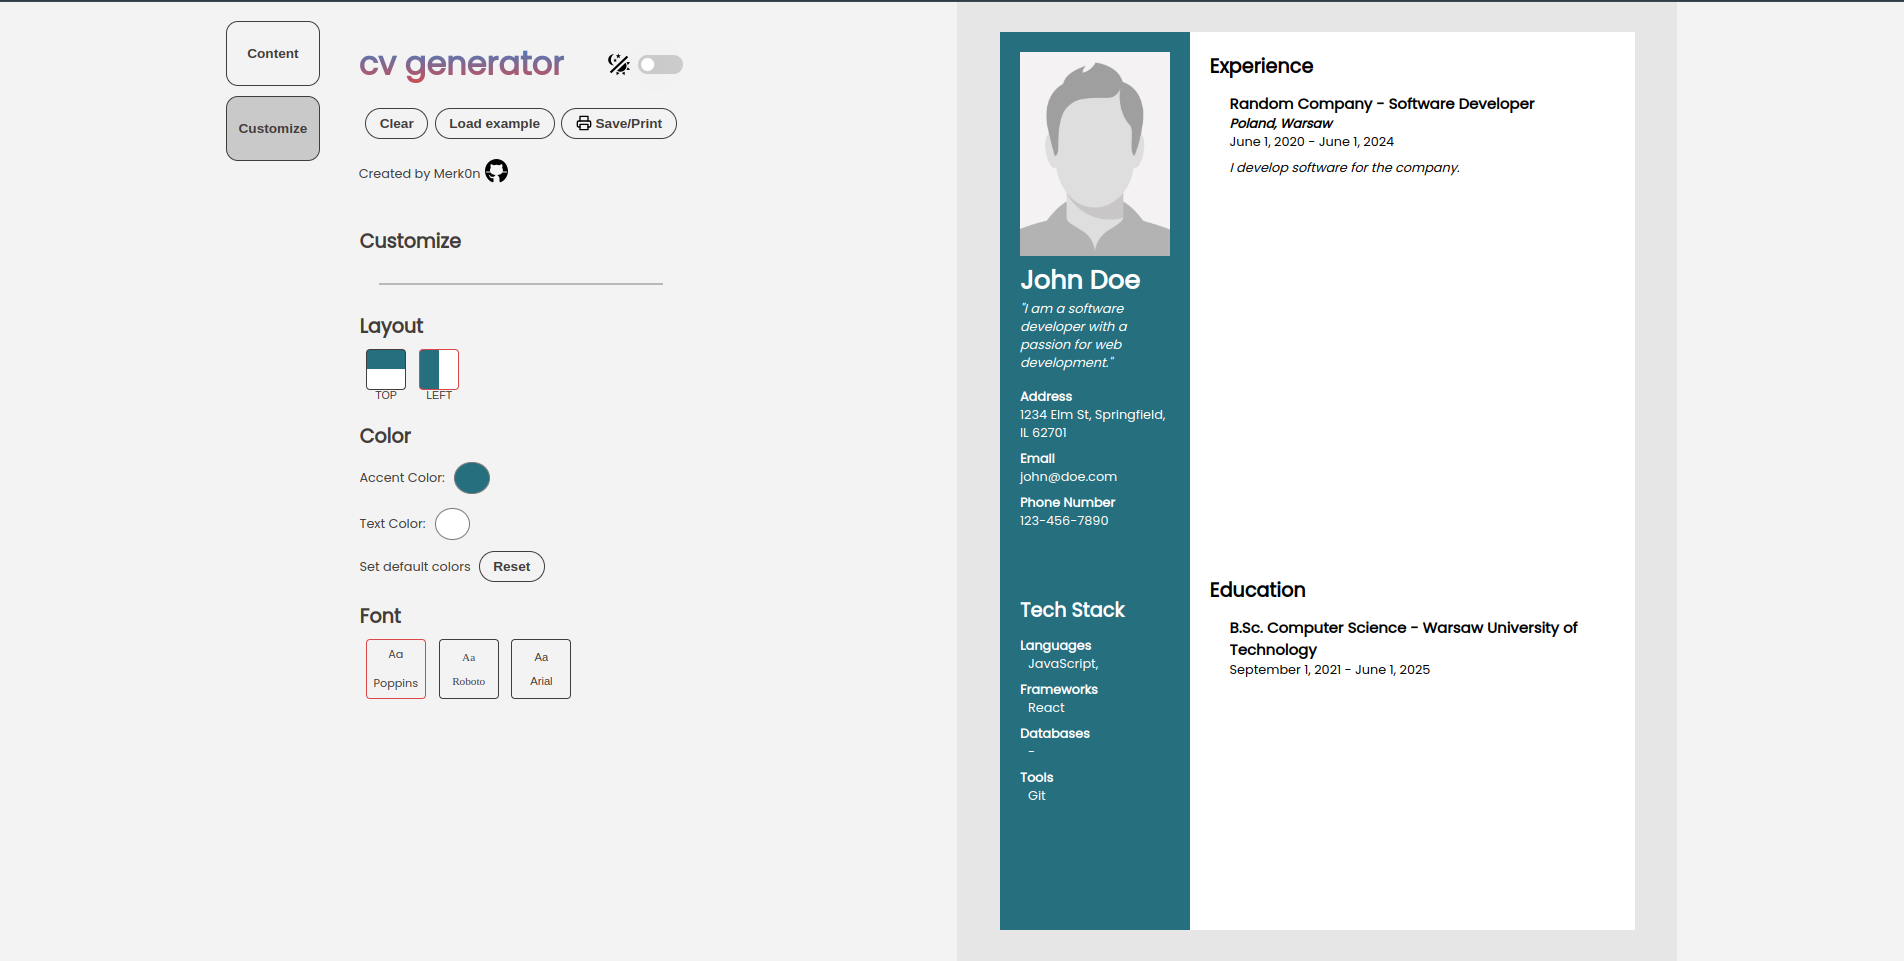 Content
Customize
cv generator
Clear
Load example
Save/Print
Created by Merk0n
Customize
Layout
TOP
LEFT
Color
Accent Color:
Text Color:
Set default colors
Reset
Font
Aa
Poppins
Aa
Roboto
Aa
Arial
John Doe
"I am a software
developer with a
passion for web
development."
Address
1234 Elm St, Springfield,
IL 62701
Email
john@doe.com
Phone Number
123-456-7890
Tech Stack
Languages
JavaScript,
Frameworks
React
Databases
-
Tools
Git
Experience
Random Company - Software Developer
Poland, Warsaw
June 1, 2020 - June 1, 2024
I develop software for the company.
Education
B.Sc. Computer Science - Warsaw University of
Technology
September 1, 2021 - June 1, 2025